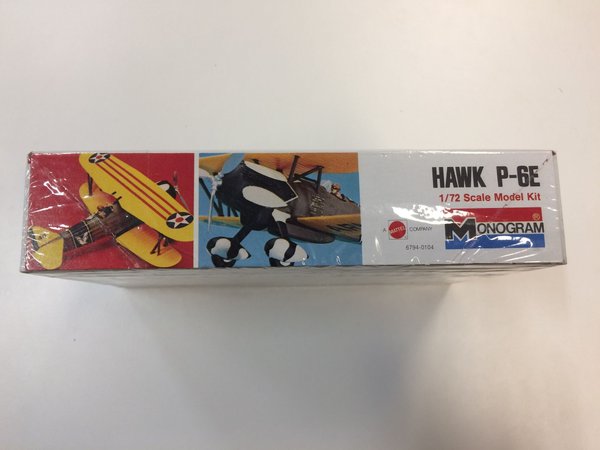 HAWK P-6E
1/72 Scale Model Kit
A MATTEL COMPANY
MONOGRAM®
6794-0104